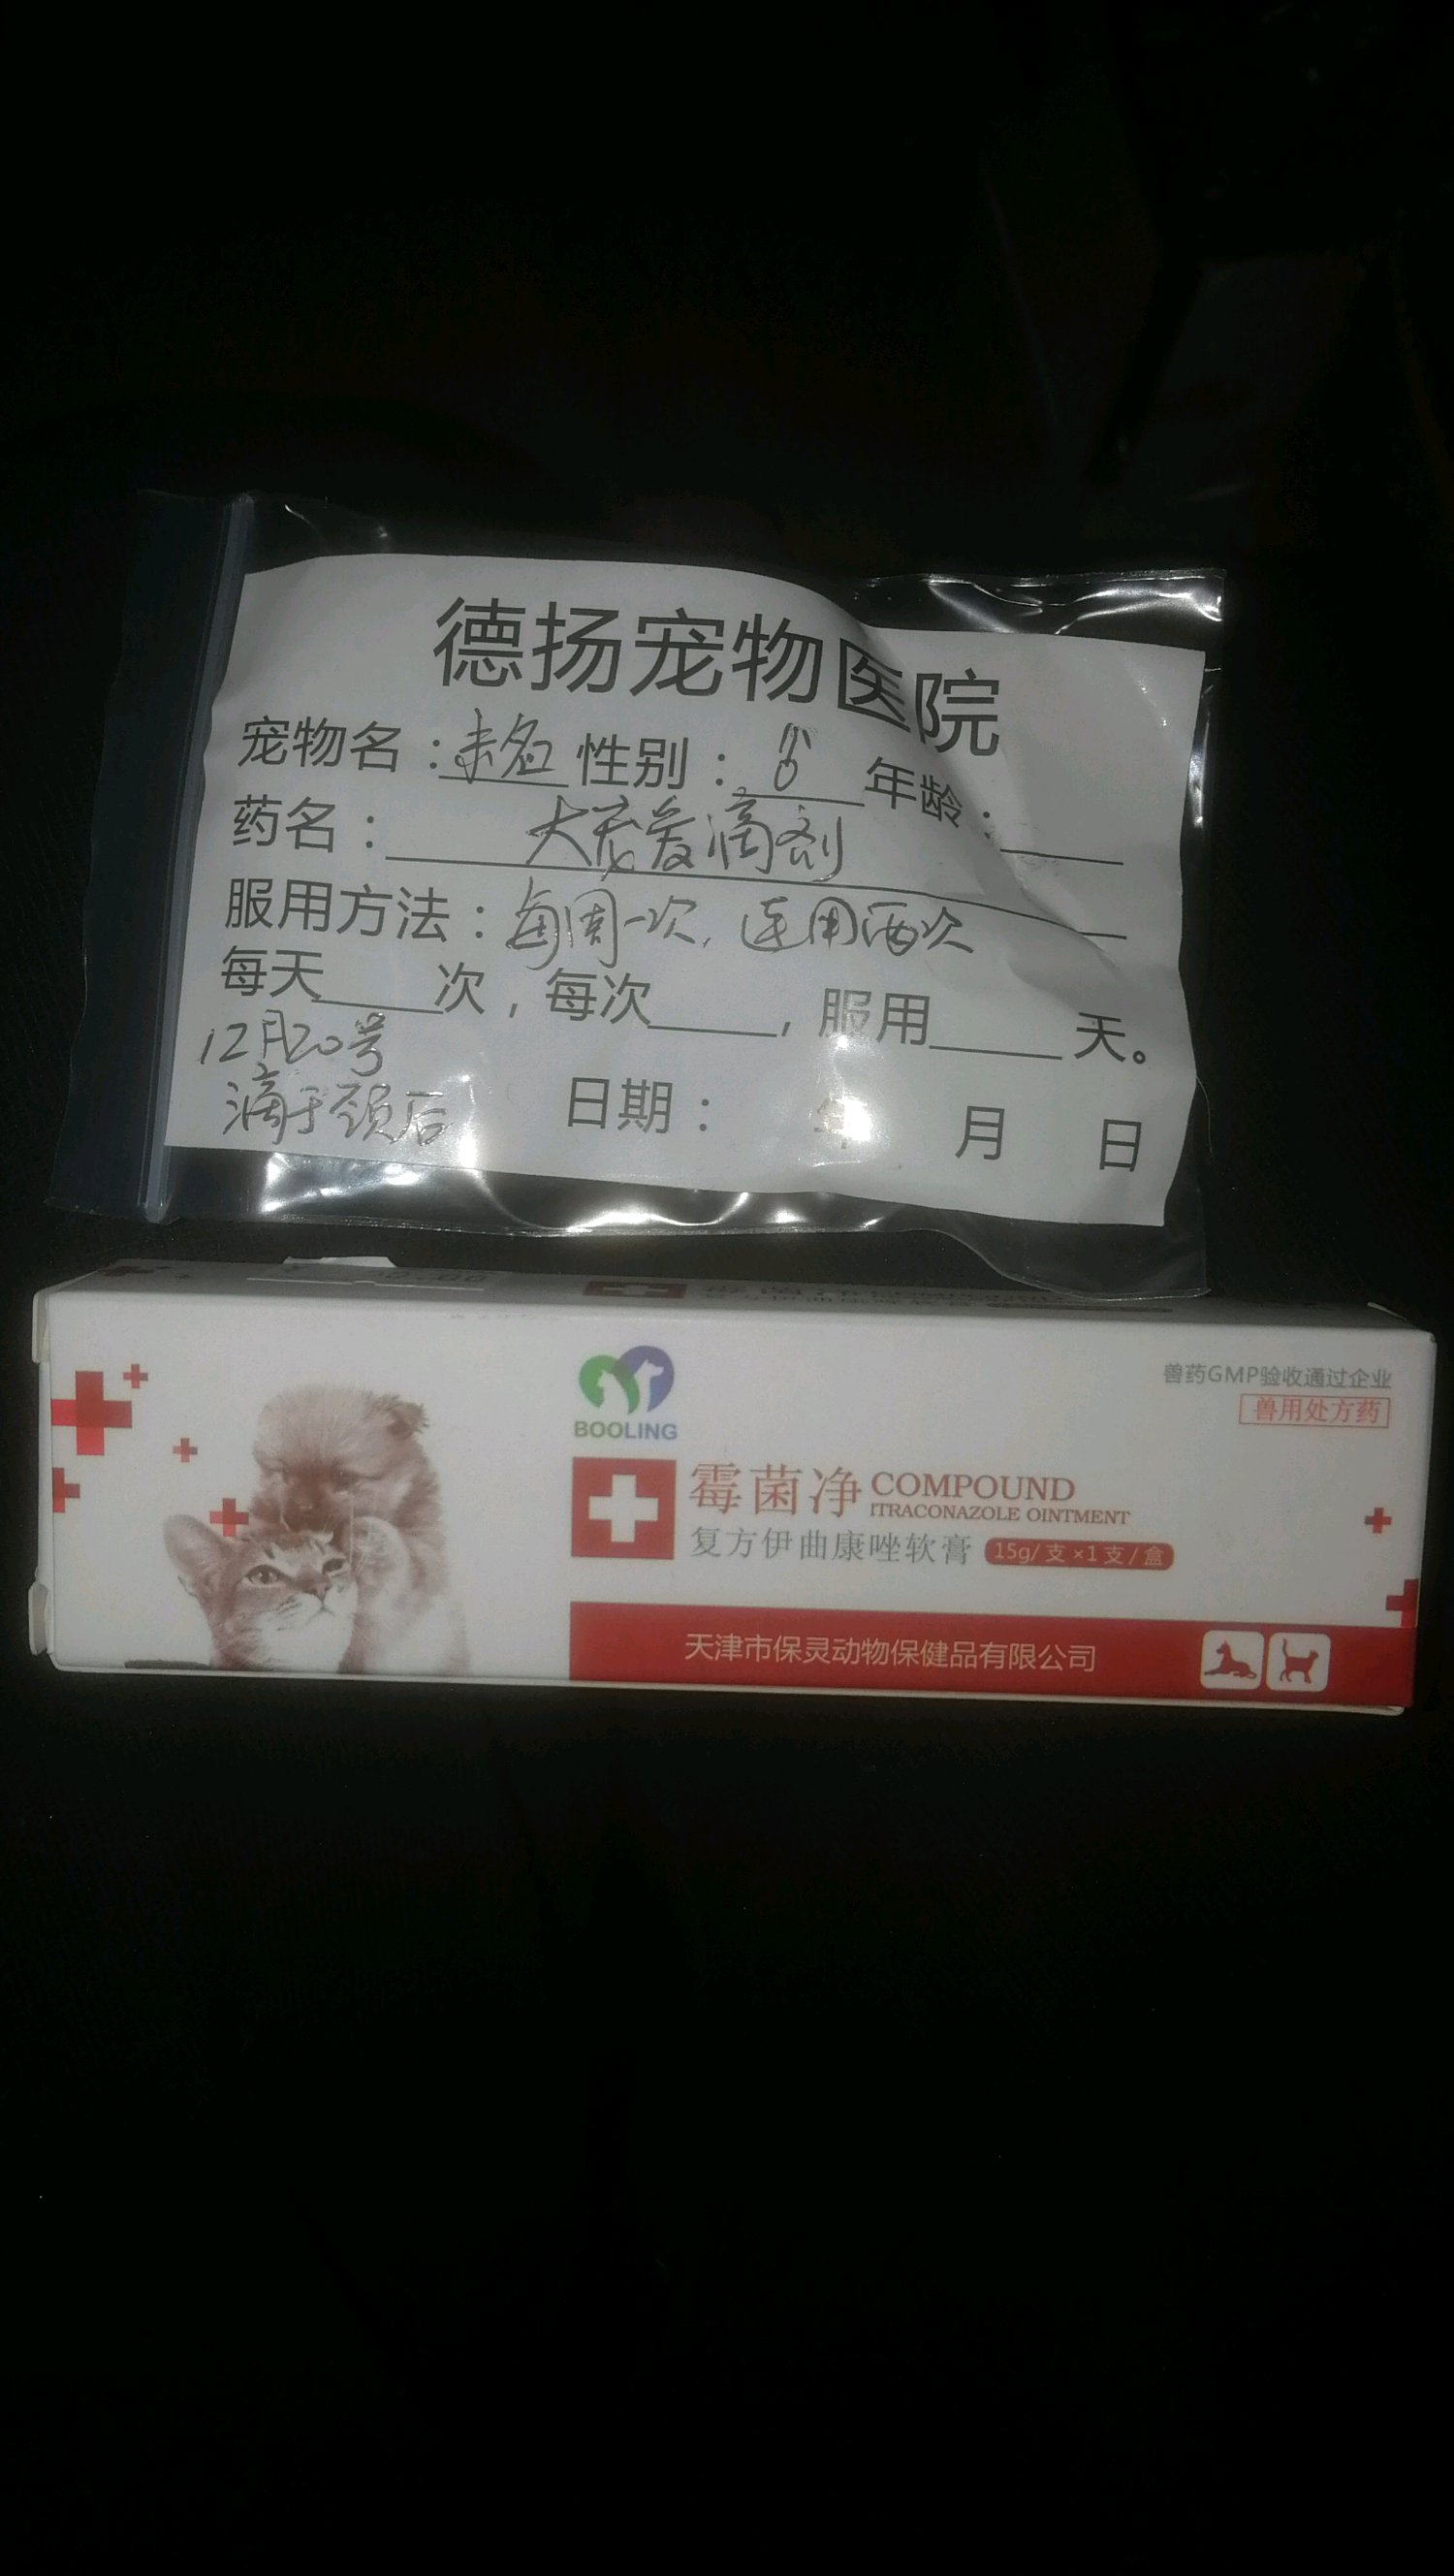 德扬宠物医院
宠物名：未名 性别：♂ 年龄：
药名：大宠爱滴剂
服用方法：每周一次，连用两次
每天 次，每次 ，服用 天。
12月20号
滴于颈后
日期： 年 月 日
BOOLING
兽药GMP验收通过企业
兽用处方药
霉菌净 COMPOUND
ITRACONAZOLE OINTMENT
复方伊曲康唑软膏 15g/支×1支/盒
天津市保灵动物保健品有限公司